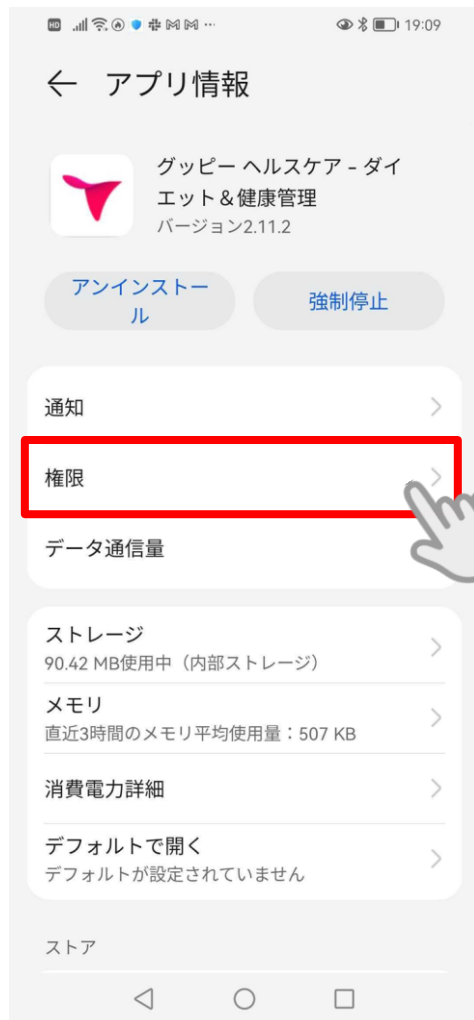 HD 19:09
← アプリ情報
グッピー ヘルスケア - ダイ
エット＆健康管理
バージョン2.11.2
アンインストー
ル
強制停止
通知
権限
データ通信量
ストレージ
90.42 MB使用中（内部ストレージ）
メモリ
直近3時間のメモリ平均使用量：507 KB
消費電力詳細
デフォルトで開く
デフォルトが設定されていません
ストア